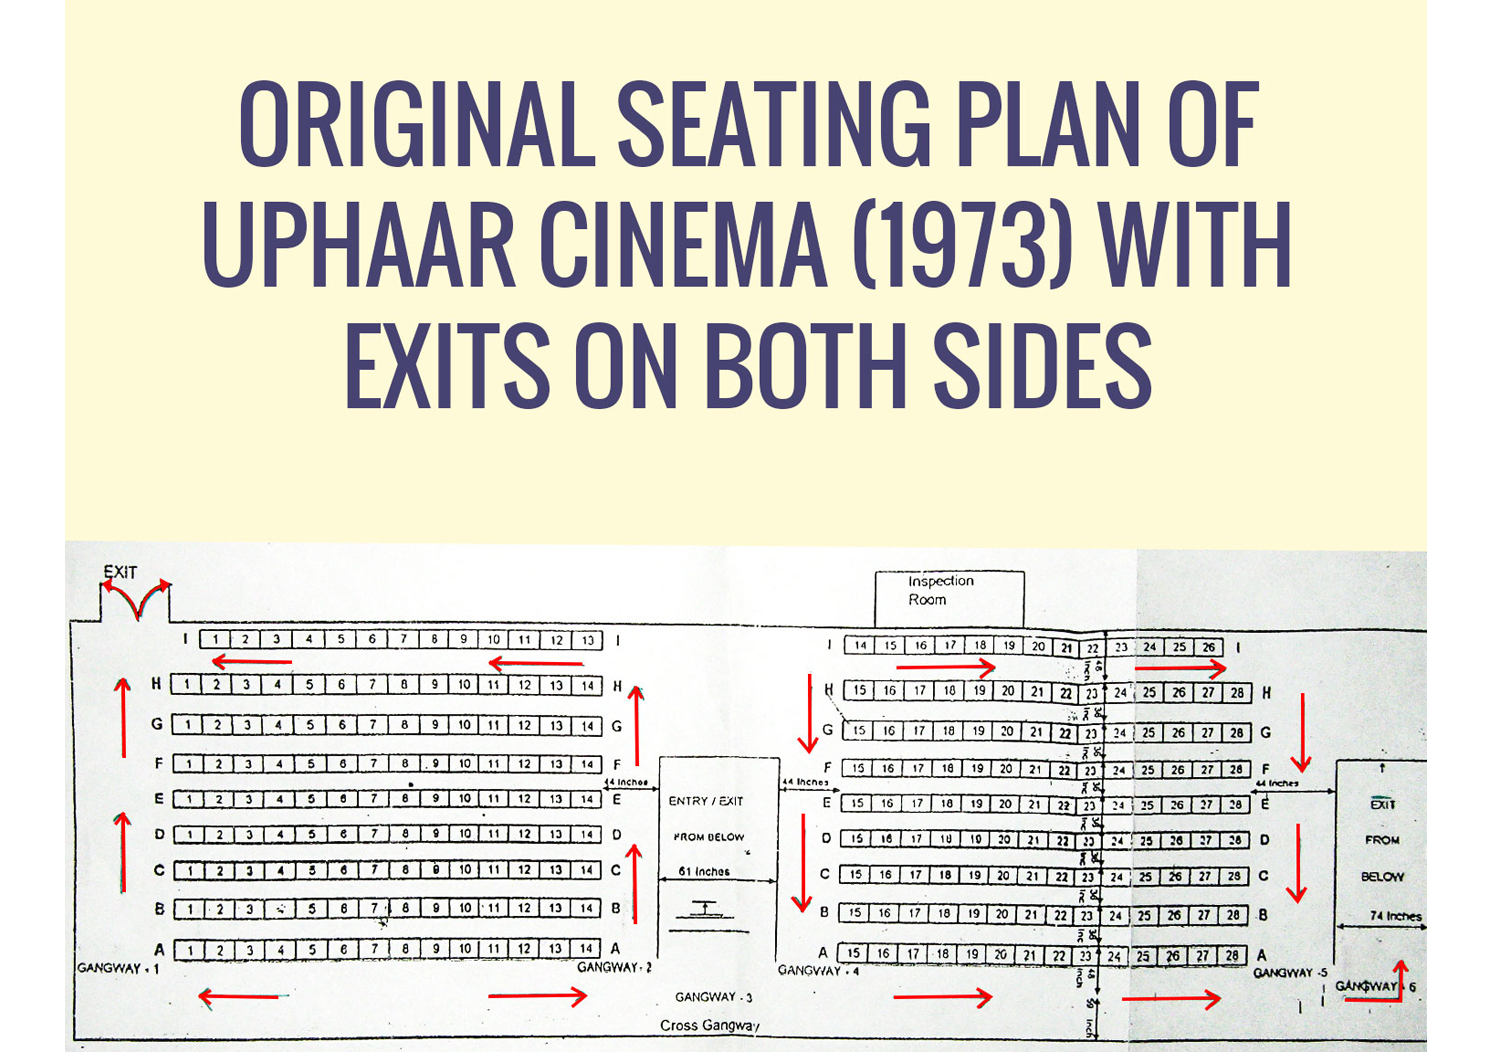 ORIGINAL SEATING PLAN OF
UPHAAR CINEMA (1973) WITH
EXITS ON BOTH SIDES
EXIT
Inspection
Room
I 1 2 3 4 5 6 7 8 9 10 11 12 13 I
I 14 15 16 17 18 19 20 21 22 23 24 25 26 I
H 1 2 3 4 5 6 7 8 9 10 11 12 13 14 H
H 15 16 17 18 19 20 21 22 23 24 25 26 27 28 H
G 1 2 3 4 5 6 7 8 9 10 11 12 13 14 G
G 15 16 17 18 19 20 21 22 23 24 25 26 27 28 G
F 1 2 3 4 5 6 7 8 9 10 11 12 13 14 F
F 15 16 17 18 19 20 21 22 23 24 25 26 27 28 F
44 Inches
44 Inches
44 Inches
E 1 2 3 4 5 6 7 8 9 10 11 12 13 14 E
ENTRY / EXIT
E 15 16 17 18 19 20 21 22 23 24 25 26 27 28 E
EXIT
D 1 2 3 4 5 6 7 8 9 10 11 12 13 14 D
FROM BELOW
D 15 16 17 18 19 20 21 22 23 24 25 26 27 28 D
FROM
C 1 2 3 4 5 6 7 8 9 10 11 12 13 14 C
61 Inches
C 15 16 17 18 19 20 21 22 23 24 25 26 27 28 C
BELOW
B 1 2 3 5 6 7 8 9 10 11 12 13 14 B
B 15 16 17 18 19 20 21 22 23 24 25 26 27 28 B
74 Inches
A 1 2 3 4 5 6 7 8 9 10 11 12 13 14 A
A 15 16 17 18 19 20 21 22 23 24 25 26 27 28 A
GANGWAY - 1
GANGWAY - 2
GANGWAY - 4
GANGWAY - 5
GANGWAY - 6
GANGWAY - 3
Cross Gangway